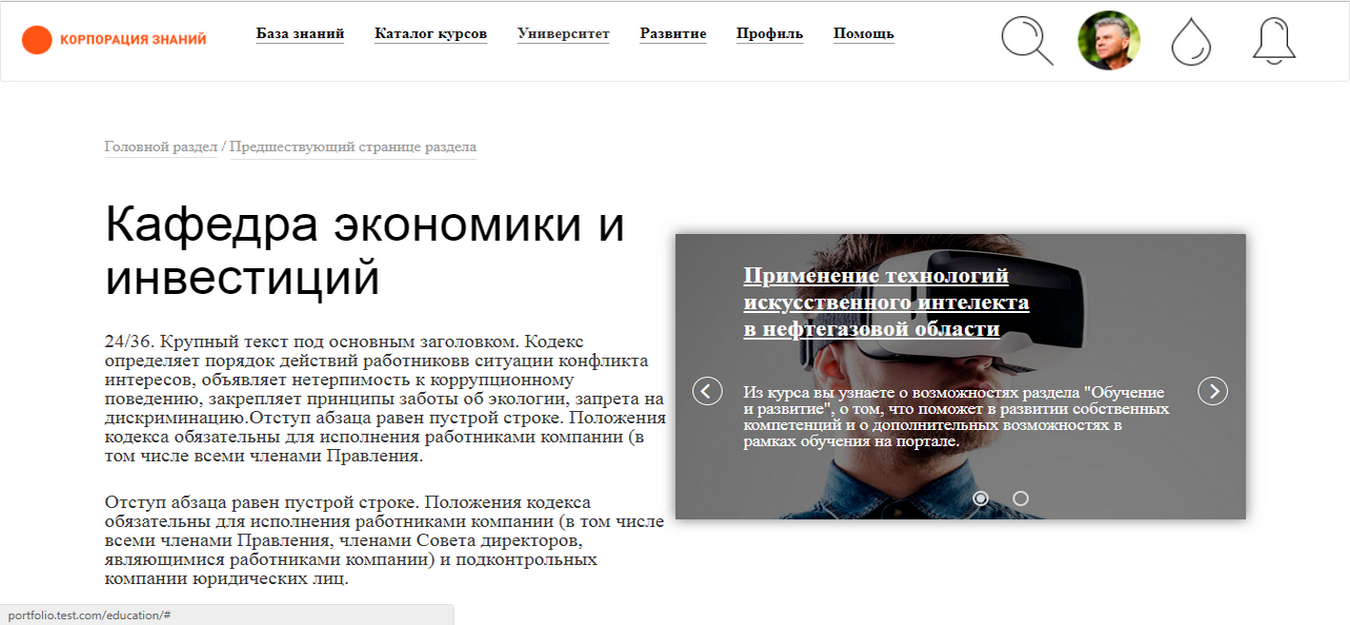 КОРПОРАЦИЯ ЗНАНИЙ
База знаний Каталог курсов Университет Развитие Профиль Помощь
Головной раздел / Предшествующий странице раздела
Кафедра экономики и
инвестиций
24/36. Крупный текст под основным заголовком. Кодекс
определяет порядок действий работниковв ситуации конфликта
интересов, объявляет нетерпимость к коррупционному
поведению, закрепляет принципы заботы об экологии, запрета на
дискриминацию.Отступ абзаца равен пустрой строке. Положения
кодекса обязательны для исполнения работниками компании (в
том числе всеми членами Правления.
Отступ абзаца равен пустрой строке. Положения кодекса
обязательны для исполнения работниками компании (в том числе
всеми членами Правления, членами Совета директоров,
являющимися работниками компании) и подконтрольных
компании юридических лиц.
Применение технологий
искусственного интелекта
в нефтегазовой области
Из курса вы узнаете о возможностях раздела "Обучение
и развитие", о том, что поможет в развитии собственных
компетенций и о дополнительных возможностях в
рамках обучения на портале.
portfolio.test.com/education/#